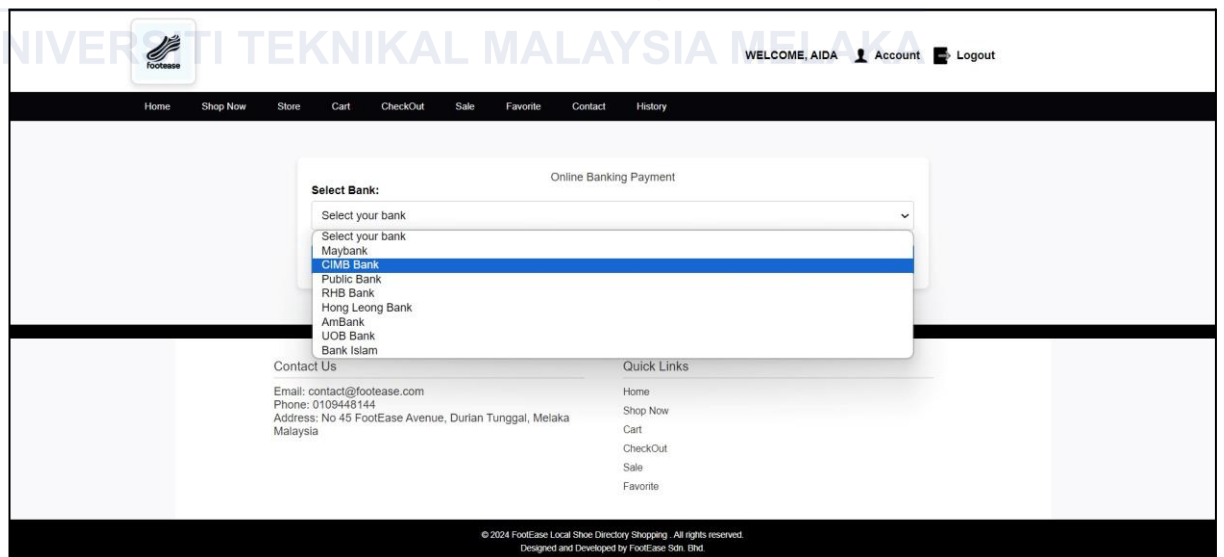 UNIVERSITI TEKNIKAL MALAYSIA MELAKA
footease
WELCOME, AIDA Account Logout
Home Shop Now Store Cart CheckOut Sale Favorite Contact History
Online Banking Payment
Select Bank:
Select your bank
Select your bank
Maybank
CIMB Bank
Public Bank
RHB Bank
Hong Leong Bank
AmBank
UOB Bank
Bank Islam
Contact Us
Email: contact@footease.com
Phone: 0109448144
Address: No 45 FootEase Avenue, Durian Tunggal, Melaka
Malaysia
Quick Links
Home
Shop Now
Cart
CheckOut
Sale
Favorite
© 2024 FootEase Local Shoe Directory Shopping . All rights reserved.
Designed and Developed by FootEase Sdn. Bhd.